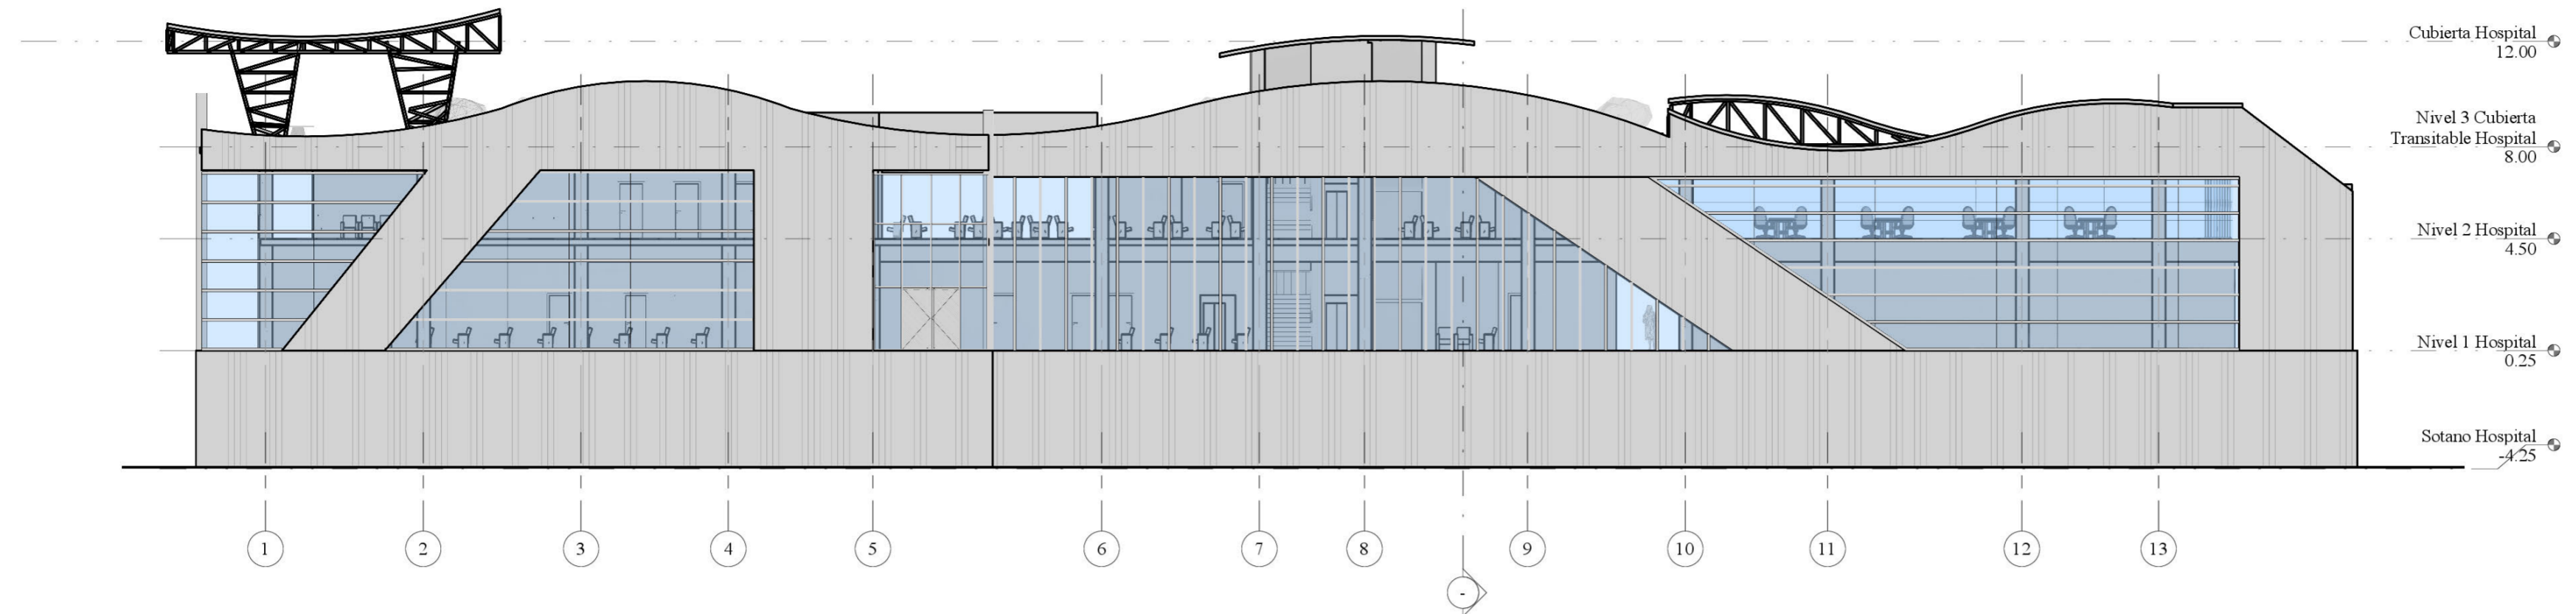 Cubierta Hospital
12.00
Nivel 3 Cubierta
Transitable Hospital
8.00
Nivel 2 Hospital
4.50
Nivel 1 Hospital
0.25
Sotano Hospital
-4.25
1 2 3 4 5 6 7 8 9 10 11 12 13
-